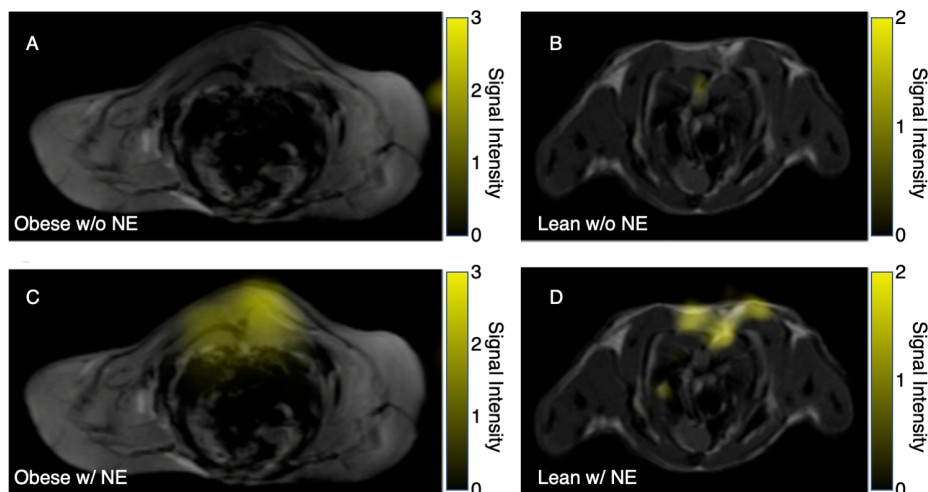 A
Obese w/o NE
3
2
1
0
Signal Intensity
B
Lean w/o NE
2
1
0
Signal Intensity
C
Obese w/ NE
3
2
1
0
Signal Intensity
D
Lean w/ NE
2
1
0
Signal Intensity